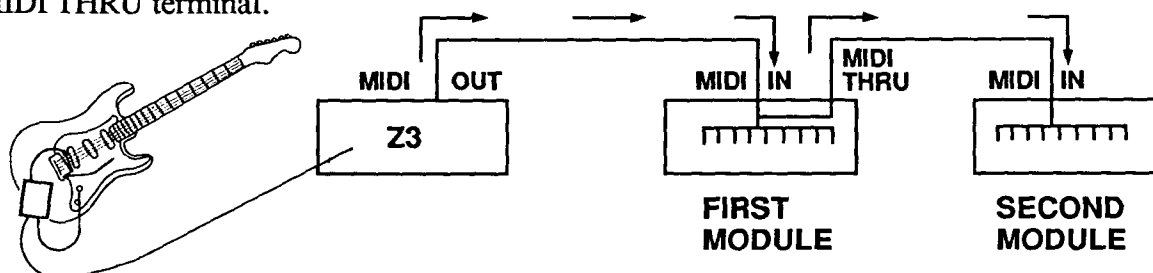 MIDI THRU terminal.
MIDI OUT
Z3
MIDI IN
MIDI
THRU
MIDI IN
FIRST
MODULE
SECOND
MODULE